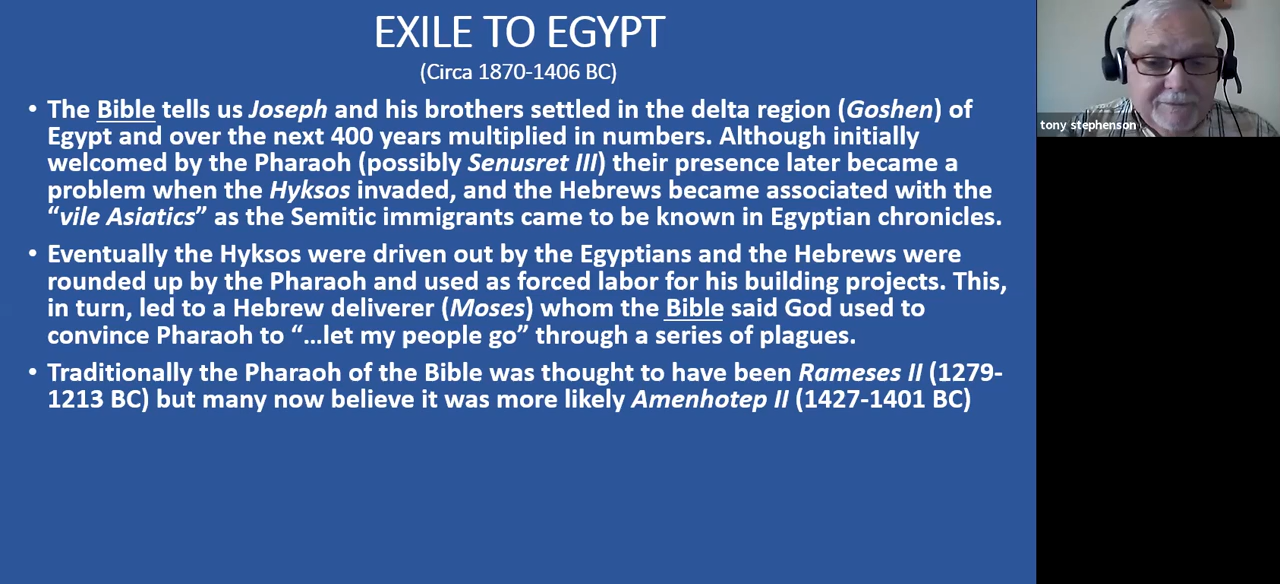 EXILE TO EGYPT
(Circa 1870-1406 BC)
• The Bible tells us Joseph and his brothers settled in the delta region (Goshen) of
Egypt and over the next 400 years multiplied in numbers. Although initially
welcomed by the Pharaoh (possibly Senusret III) their presence later became a
problem when the Hyksos invaded, and the Hebrews became associated with the
“vile Asiatics” as the Semitic immigrants came to be known in Egyptian chronicles.
• Eventually the Hyksos were driven out by the Egyptians and the Hebrews were
rounded up by the Pharaoh and used as forced labor for his building projects. This,
in turn, led to a Hebrew deliverer (Moses) whom the Bible said God used to
convince Pharaoh to “…let my people go” through a series of plagues.
• Traditionally the Pharaoh of the Bible was thought to have been Rameses II (1279-
1213 BC) but many now believe it was more likely Amenhotep II (1427-1401 BC)
tony stephenson